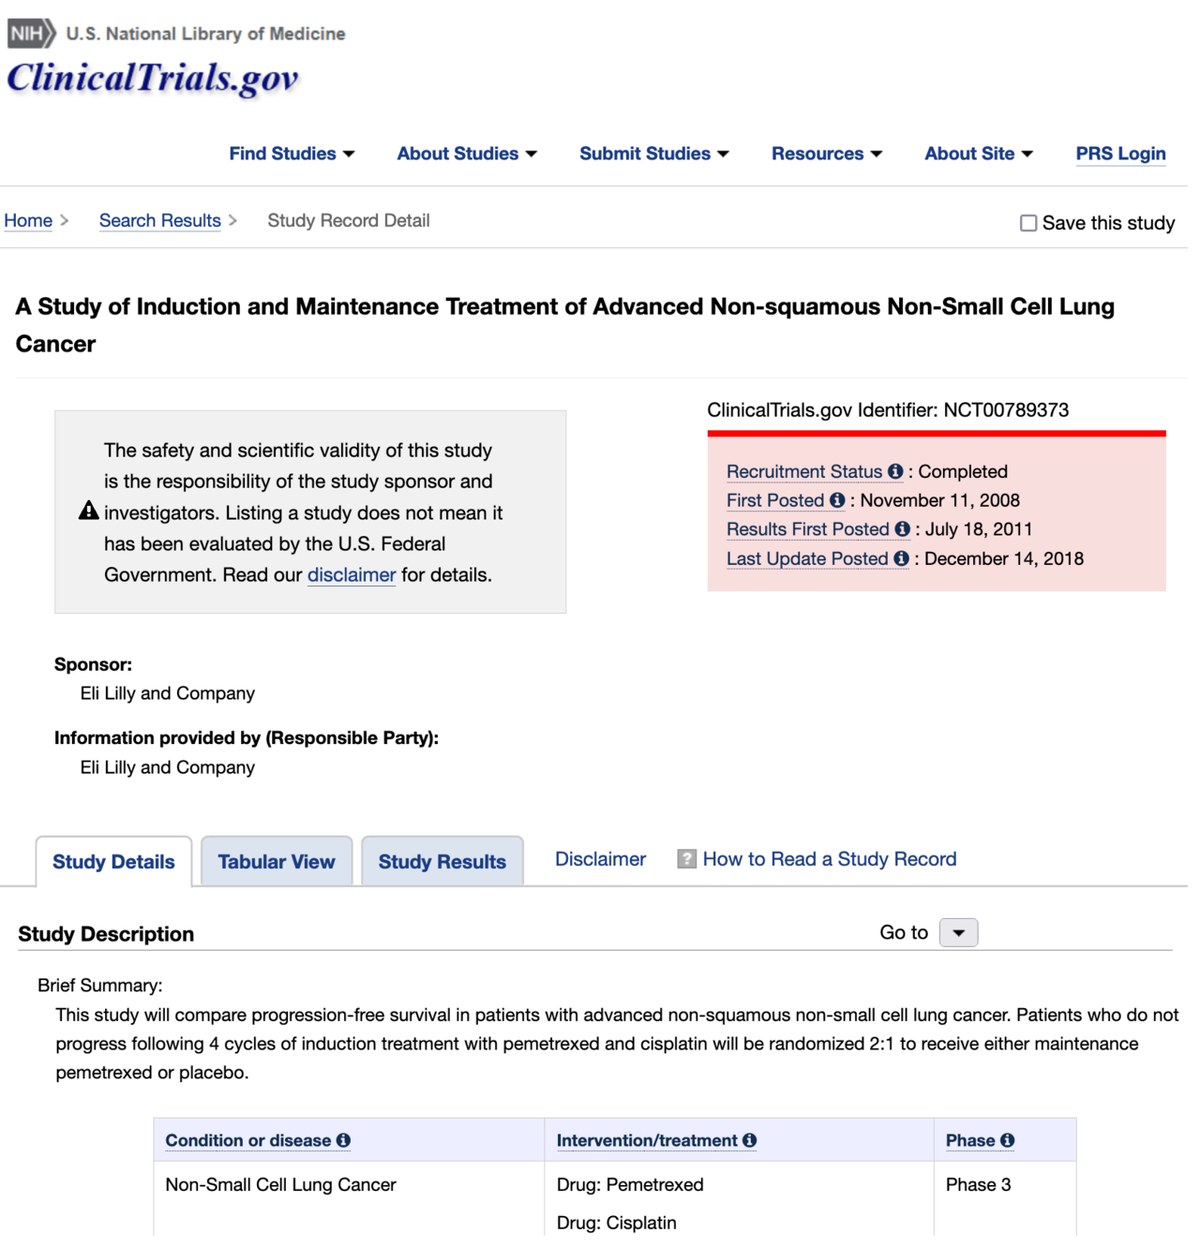 NIH U.S. National Library of Medicine
ClinicalTrials.gov
Find Studies About Studies Submit Studies Resources About Site PRS Login
Home > Search Results > Study Record Detail
Save this study
A Study of Induction and Maintenance Treatment of Advanced Non-squamous Non-Small Cell Lung
Cancer
The safety and scientific validity of this study
is the responsibility of the study sponsor and
investigators. Listing a study does not mean it
has been evaluated by the U.S. Federal
Government. Read our disclaimer for details.
ClinicalTrials.gov Identifier: NCT00789373
Recruitment Status : Completed
First Posted : November 11, 2008
Results First Posted : July 18, 2011
Last Update Posted : December 14, 2018
Sponsor:
Eli Lilly and Company
Information provided by (Responsible Party):
Eli Lilly and Company
Study Details Tabular View Study Results Disclaimer ? How to Read a Study Record
Study Description
Go to
Brief Summary:
This study will compare progression-free survival in patients with advanced non-squamous non-small cell lung cancer. Patients who do not
progress following 4 cycles of induction treatment with pemetrexed and cisplatin will be randomized 2:1 to receive either maintenance
pemetrexed or placebo.
Condition or disease Intervention/treatment Phase
Non-Small Cell Lung Cancer Drug: Pemetrexed Phase 3
Drug: Cisplatin